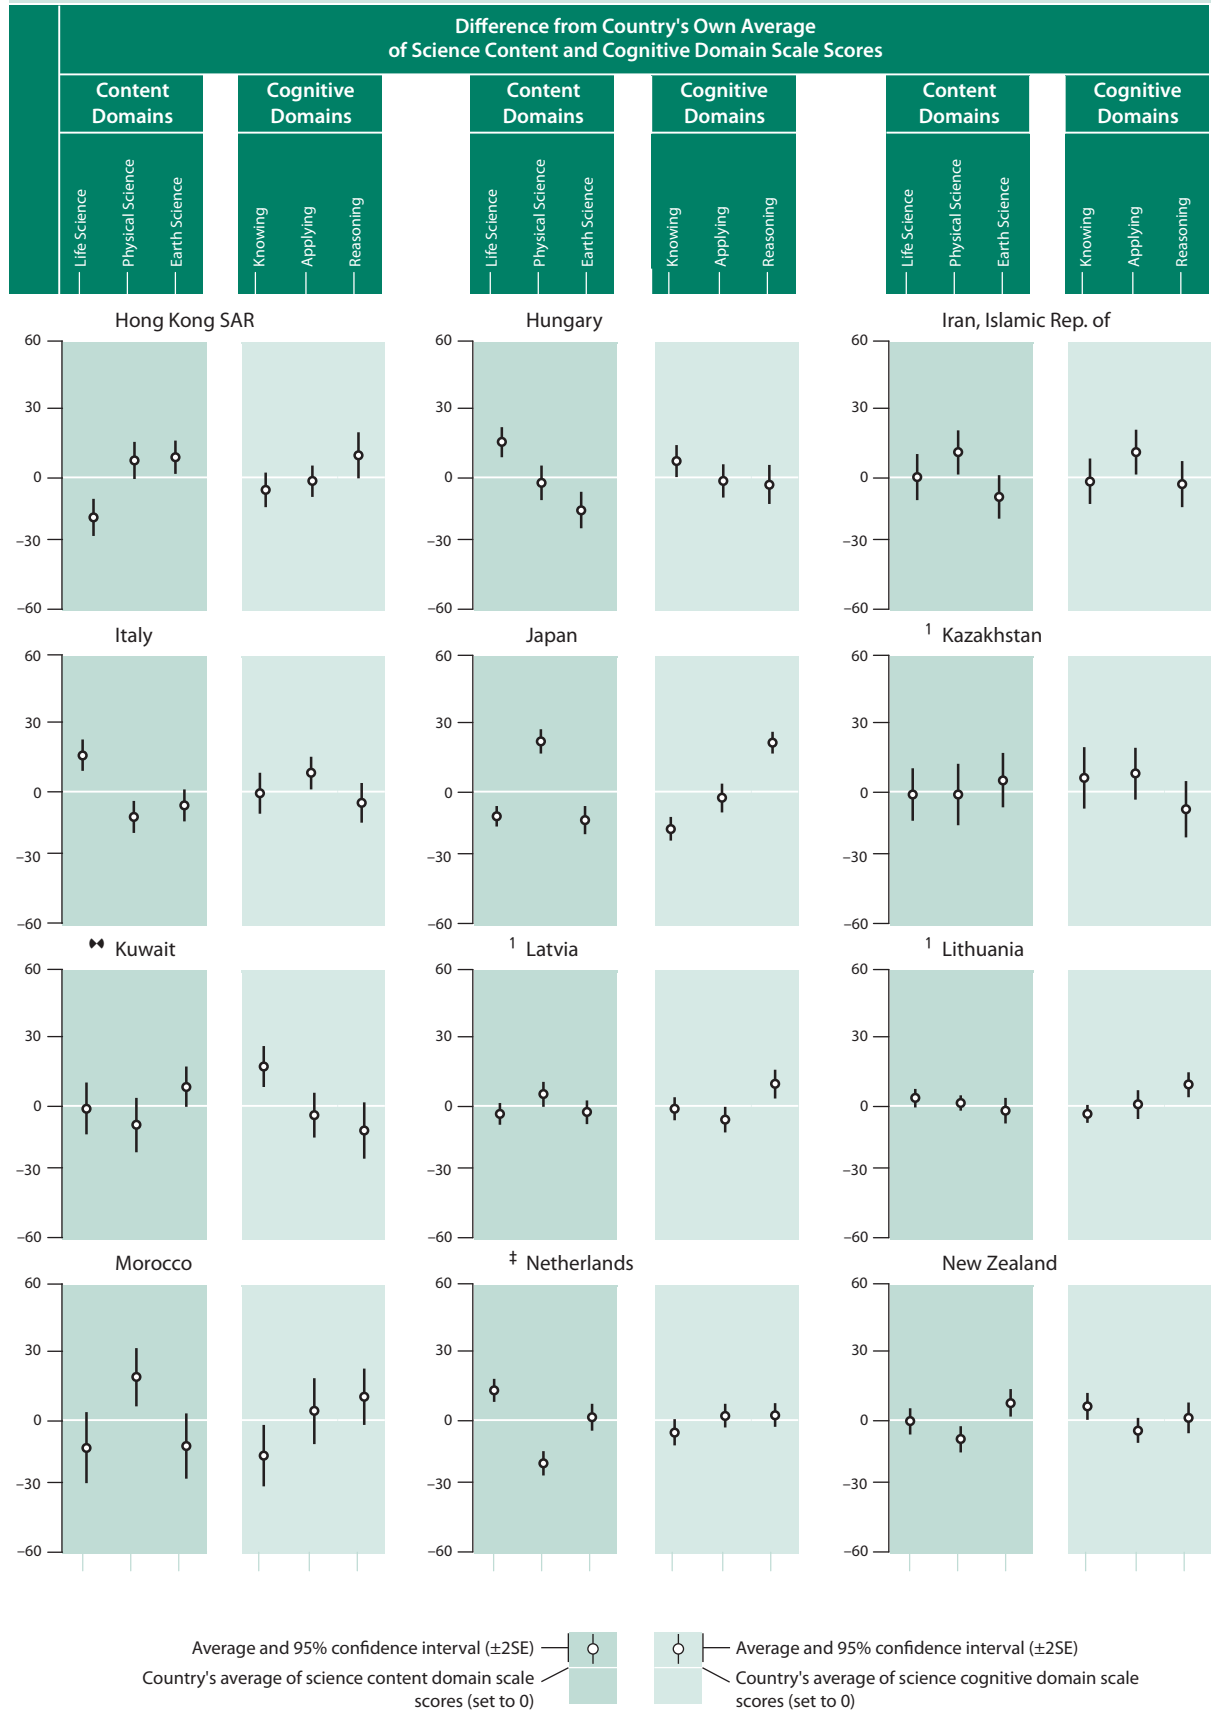 Difference from Country's Own Average
of Science Content and Cognitive Domain Scale Scores
Content
Domains
Cognitive
Domains
Content
Domains
Cognitive
Domains
Content
Domains
Cognitive
Domains
Life Science
Physical Science
Earth Science
Knowing
Applying
Reasoning
Life Science
Physical Science
Earth Science
Knowing
Applying
Reasoning
Life Science
Physical Science
Earth Science
Knowing
Applying
Reasoning
Hong Kong SAR
60
30
0
–30
–60
Hungary
60
30
0
–30
–60
Iran, Islamic Rep. of
60
30
0
–30
–60
Italy
60
30
0
–30
–60
Japan
60
30
0
–30
–60
1 Kazakhstan
60
30
0
–30
–60
Kuwait
60
30
0
–30
–60
1 Latvia
60
30
0
–30
–60
1 Lithuania
60
30
0
–30
–60
Morocco
60
30
0
–30
–60
‡ Netherlands
60
30
0
–30
–60
New Zealand
60
30
0
–30
–60
Average and 95% confidence interval (±2SE)
Country's average of science content domain scale
scores (set to 0)
Average and 95% confidence interval (±2SE)
Country's average of science cognitive domain scale
scores (set to 0)